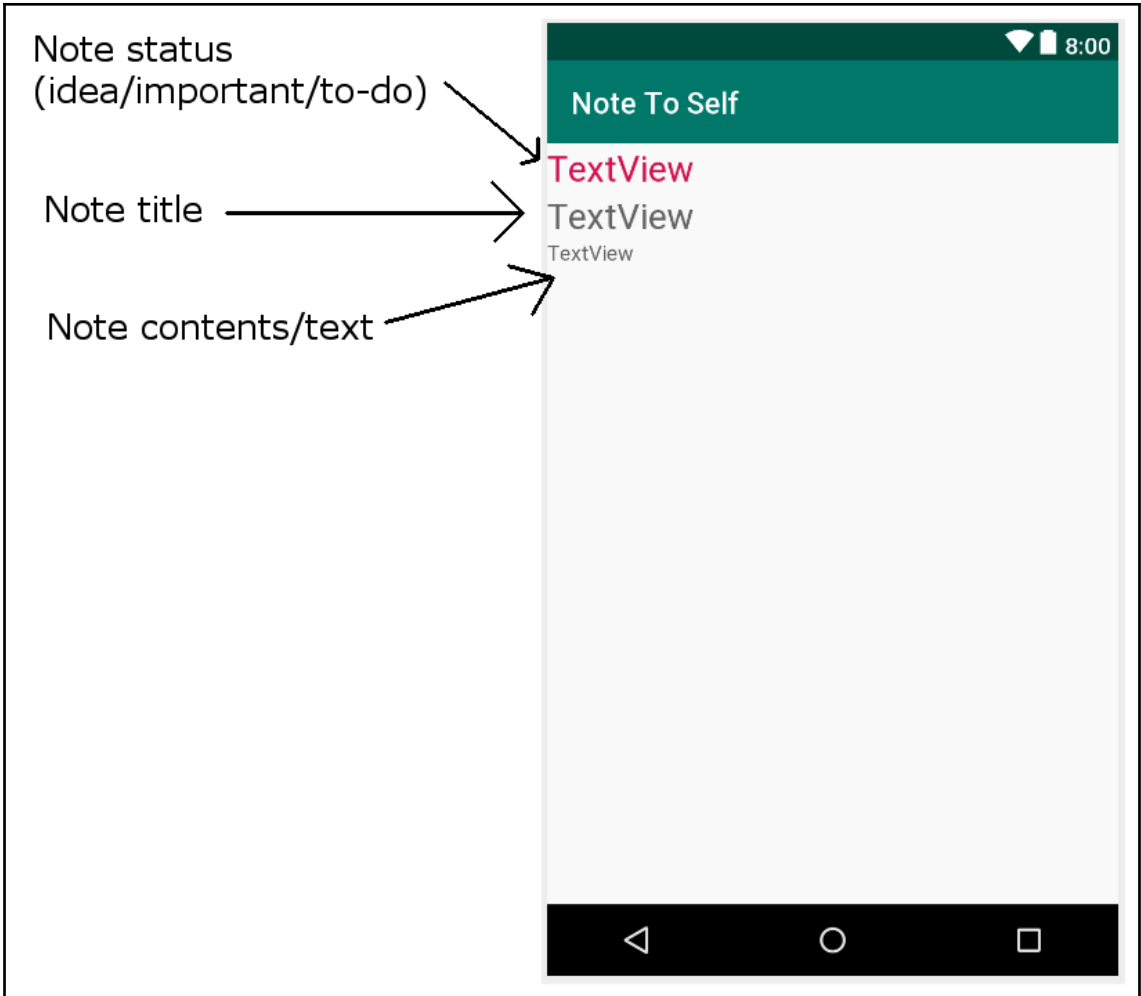 Note status
(idea/important/to-do)
Note title
Note contents/text
8:00
Note To Self
TextView
TextView
TextView